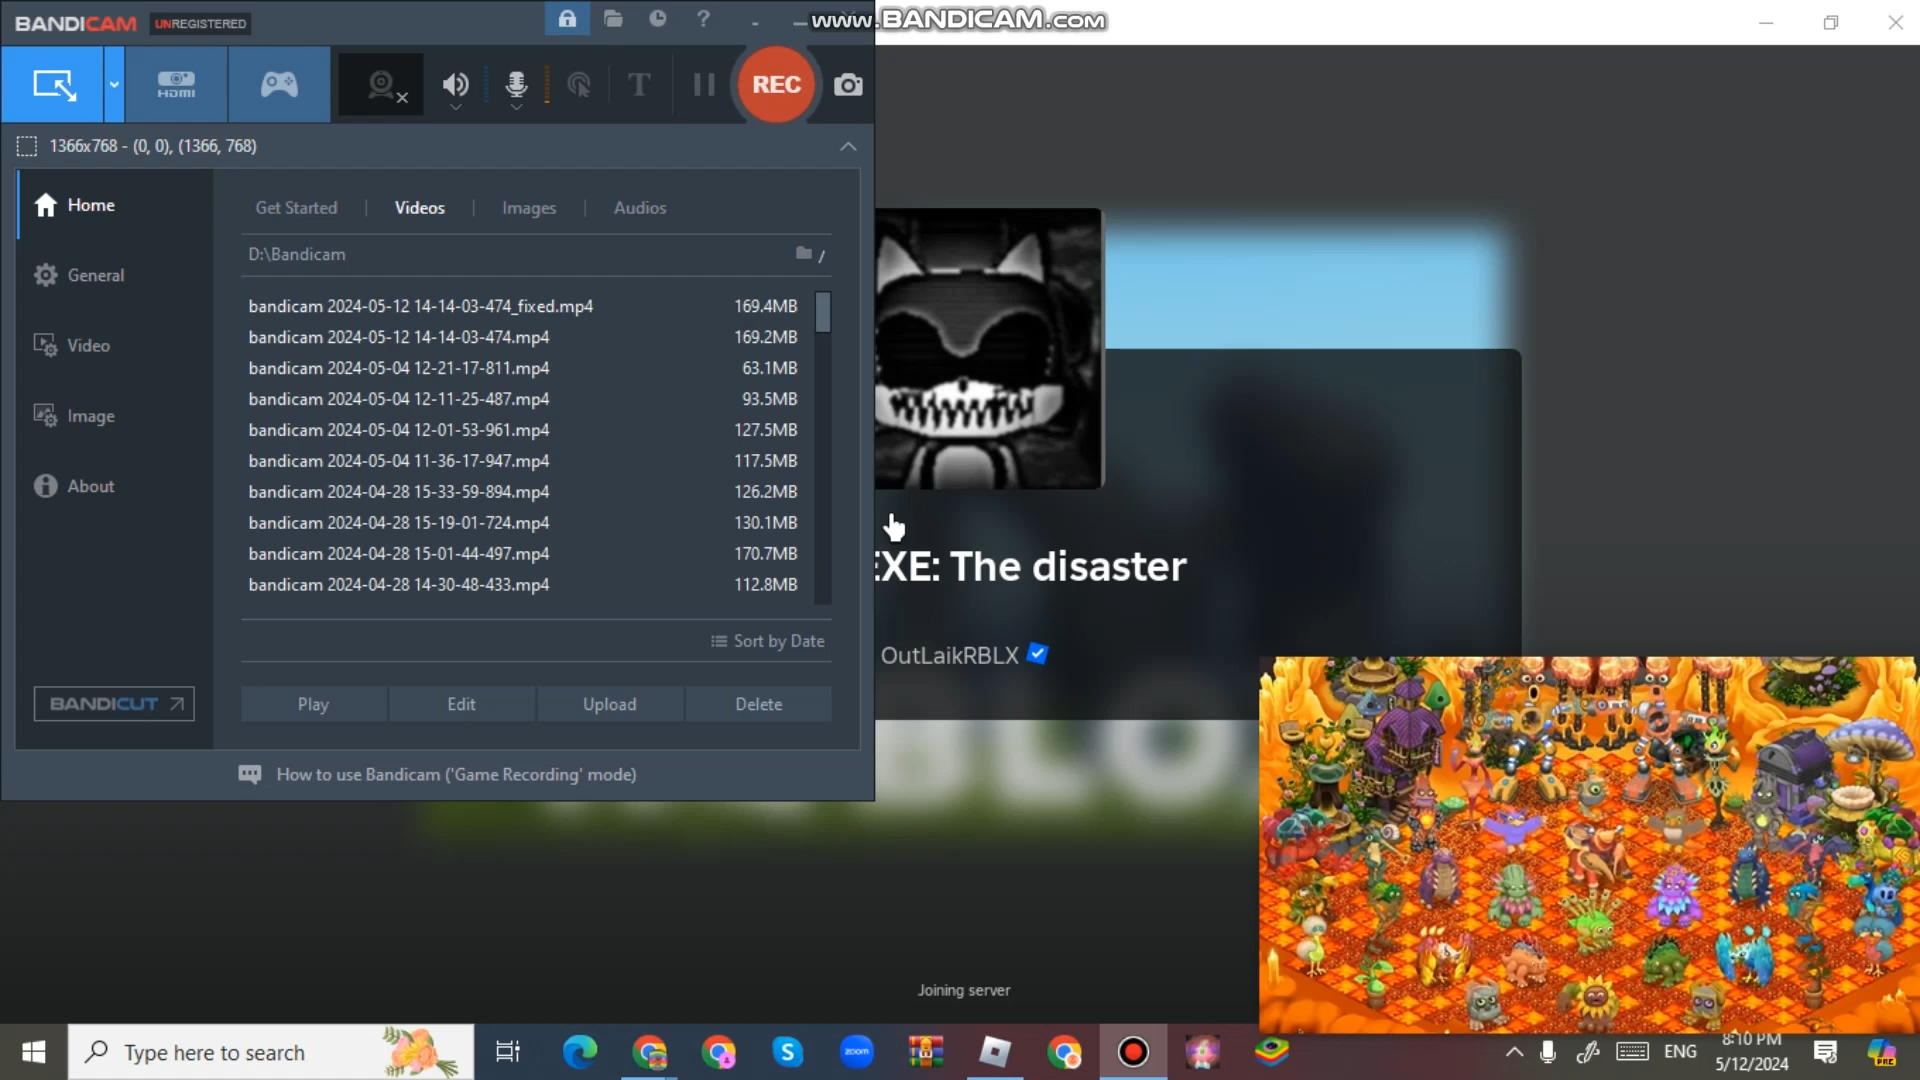 BANDICAM UNREGISTERED
www.BANDICAM.COM
HDMI
T
REC
1366x768 - (0, 0), (1366, 768)
Home
General
Video
Image
About
BANDICUT
Get Started | Videos | Images | Audios
D:\Bandicam
/
bandicam 2024-05-12 14-14-03-474_fixed.mp4 169.4MB
bandicam 2024-05-12 14-14-03-474.mp4 169.2MB
bandicam 2024-05-04 12-21-17-811.mp4 63.1MB
bandicam 2024-05-04 12-11-25-487.mp4 93.5MB
bandicam 2024-05-04 12-01-53-961.mp4 127.5MB
bandicam 2024-05-04 11-36-17-947.mp4 117.5MB
bandicam 2024-04-28 15-33-59-894.mp4 126.2MB
bandicam 2024-04-28 15-19-01-724.mp4 130.1MB
bandicam 2024-04-28 15-01-44-497.mp4 170.7MB
bandicam 2024-04-28 14-30-48-433.mp4 112.8MB
Sort by Date
Play Edit Upload Delete
How to use Bandicam ('Game Recording' mode)
EXE: The disaster
OutLaikRBLX
Joining server
Type here to search
zoom
ENG
8:10 PM
5/12/2024
PRE